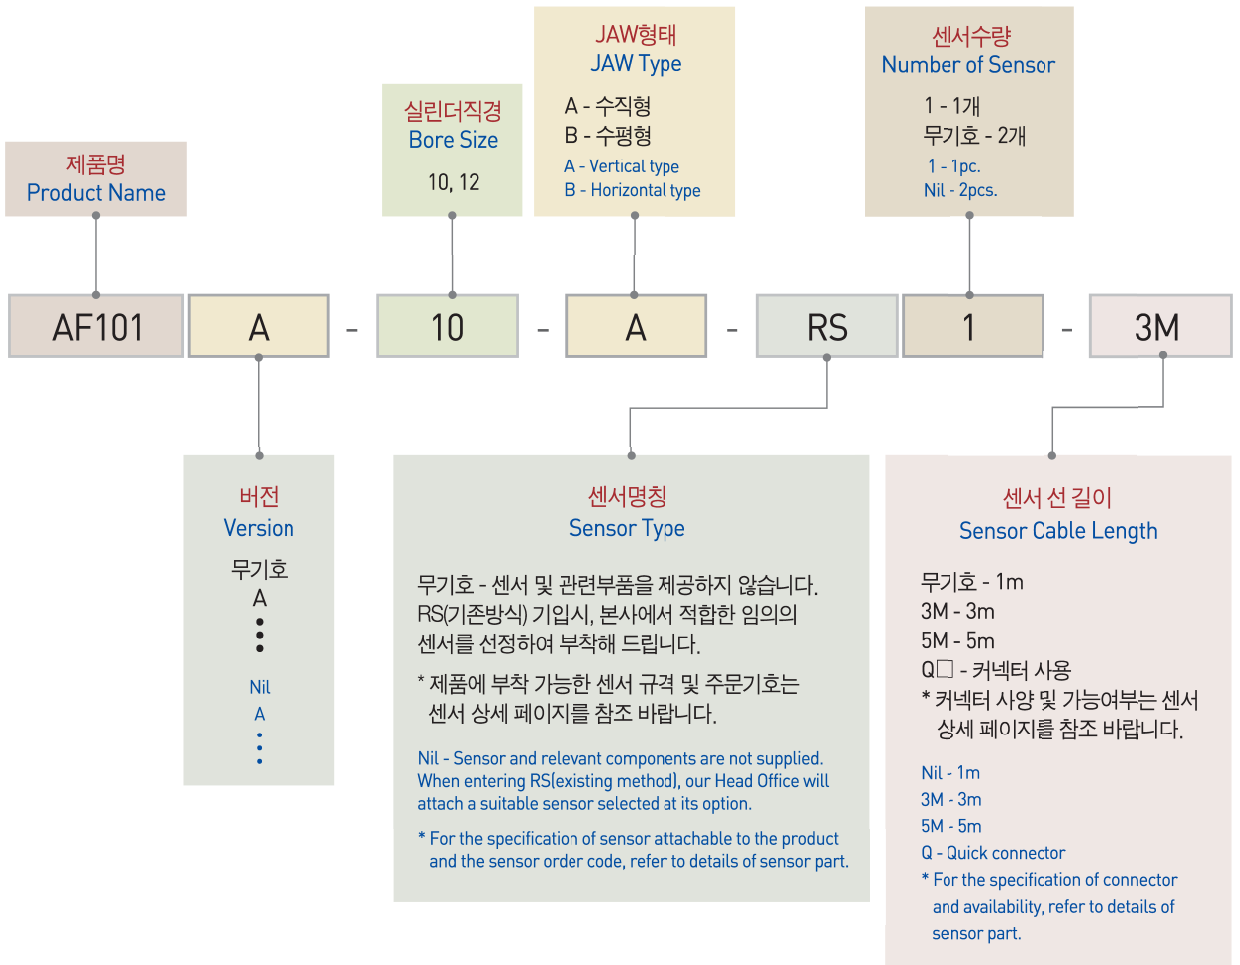 제품명
Product Name
실린더직경
Bore Size
10, 12
JAW형태
JAW Type
A - 수직형
B - 수평형
A - Vertical type
B - Horizontal type
센서수량
Number of Sensor
1 - 1개
무기호 - 2개
1 - 1pc.
Nil - 2pcs.
AF101 A - 10 - A - RS 1 - 3M
버전
Version
무기호
A
Nil
A
센서명칭
Sensor Type
무기호 - 센서 및 관련부품을 제공하지 않습니다.
RS(기존방식) 기입시, 본사에서 적합한 임의의
센서를 선정하여 부착해 드립니다.
* 제품에 부착 가능한 센서 규격 및 주문기호는
센서 상세 페이지를 참조 바랍니다.
Nil - Sensor and relevant components are not supplied.
When entering RS(existing method), our Head Office will
attach a suitable sensor selected at its option.
* For the specification of sensor attachable to the product
and the sensor order code, refer to details of sensor part.
센서 선 길이
Sensor Cable Length
무기호 - 1m
3M - 3m
5M - 5m
Q□ - 커넥터 사용
* 커넥터 사양 및 가능여부는 센서
상세 페이지를 참조 바랍니다.
Nil - 1m
3M - 3m
5M - 5m
Q - Quick connector
* For the specification of connector
and availability, refer to details of
sensor part.